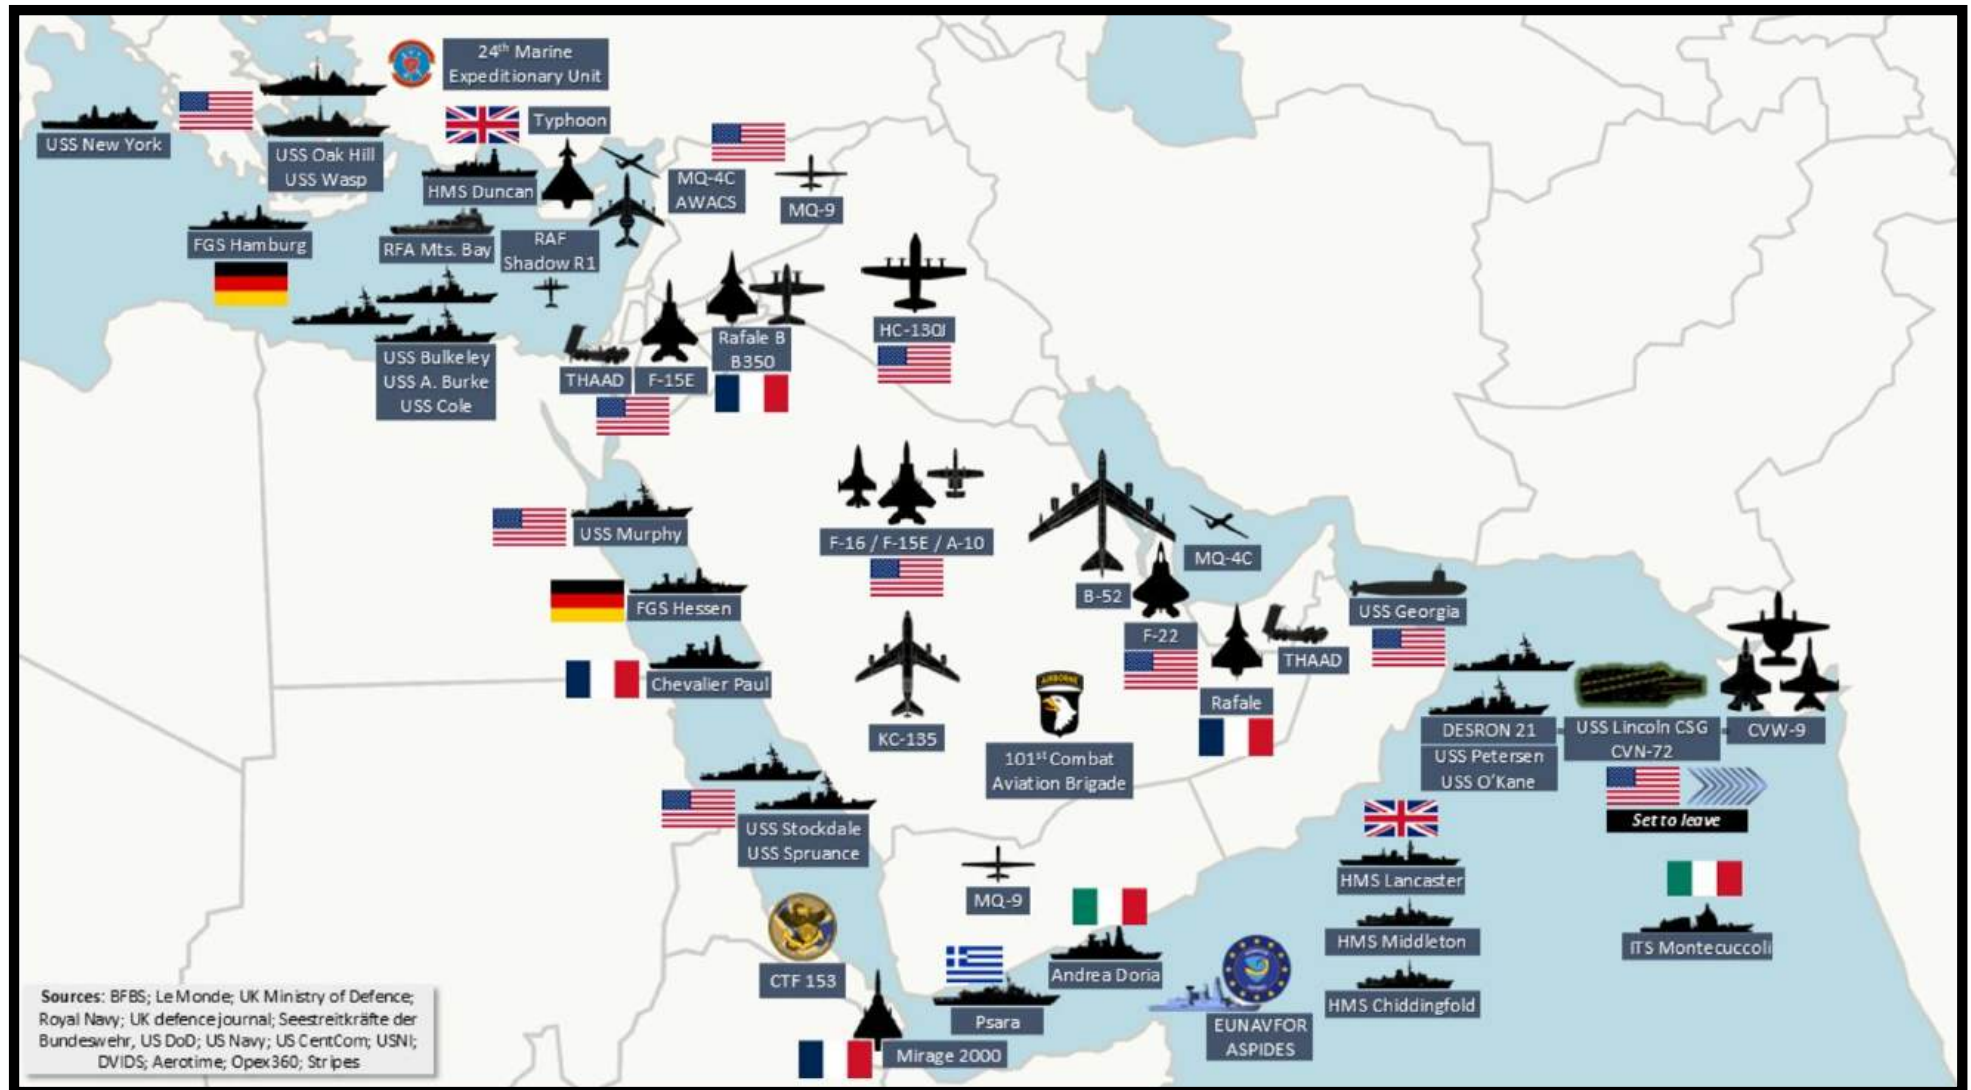 24th Marine
Expeditionary Unit
USS New York
USS Oak Hill
USS Wasp
Typhoon
HMS Duncan
MQ-4C
AWACS
MQ-9
FGS Hamburg
RFA Mts. Bay
RAF
Shadow R1
USS Bulkeley
USS A. Burke
USS Cole
THAAD
F-15E
Rafale B
B350
HC-130J
USS Murphy
F-16 / F-15E / A-10
B-52
MQ-4C
F-22
USS Georgia
FGS Hessen
Chevalier Paul
KC-135
AIRBORNE
101st Combat
Aviation Brigade
Rafale
THAAD
DESRON 21
USS Petersen
USS O'Kane
USS Lincoln CSG
CVN-72
CVW-9
Set to leave
USS Stockdale
USS Spruance
MQ-9
HMS Lancaster
HMS Middleton
HMS Chiddingfold
ITS Montecuccoli
CTF 153
Andrea Doria
Psara
EUNAVFOR
ASPIDES
Mirage 2000
Sources: BFBS; Le Monde; UK Ministry of Defence;
Royal Navy; UK defence journal; Seestreitkräfte der
Bundeswehr, US DoD; US Navy; US CentCom; USNI;
DVIDS; Aerotime; Opex360; Stripes